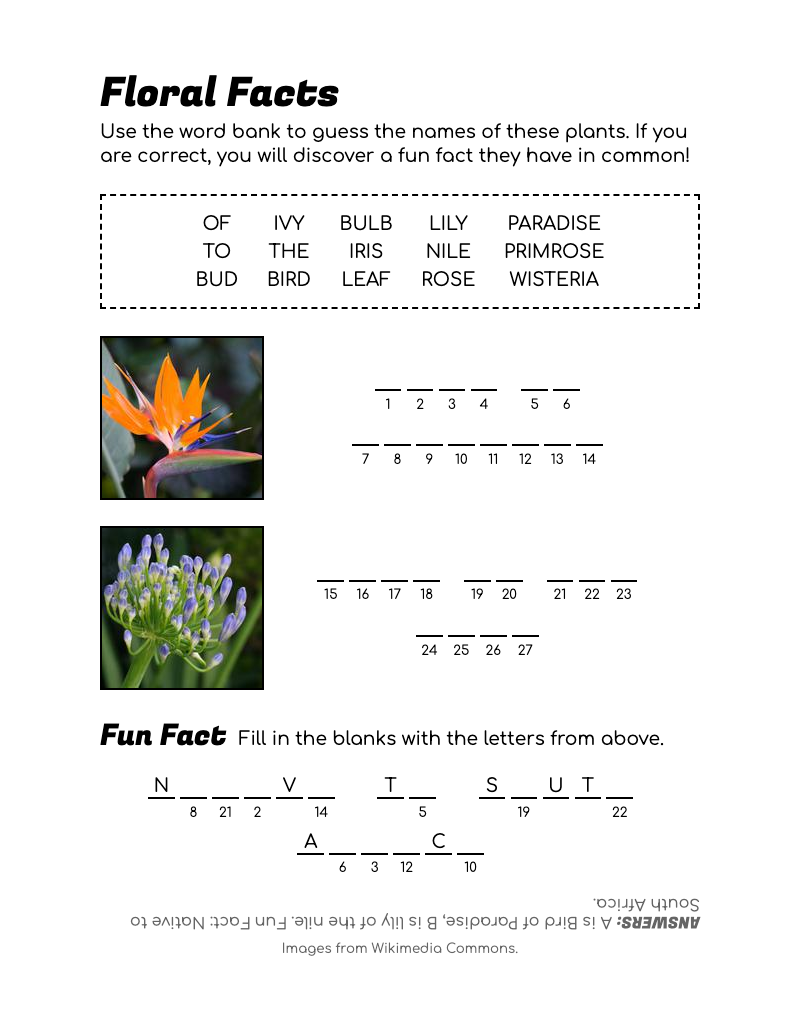 Floral Facts
Use the word bank to guess the names of these plants. If you
are correct, you will discover a fun fact they have in common!
OF IVY BULB LILY PARADISE
TO THE IRIS NILE PRIMROSE
BUD BIRD LEAF ROSE WISTERIA
1 2 3 4 5 6
7 8 9 10 11 12 13 14
15 16 17 18 19 20 21 22 23
24 25 26 27
Fun Fact Fill in the blanks with the letters from above.
N V T S U T
8 21 2 14 5 19 22
A C
6 3 12 10
ANSWERS: A is Bird of Paradise, B is lily of the nile. Fun Fact: Native to
South Africa.
Images from Wikimedia Commons.